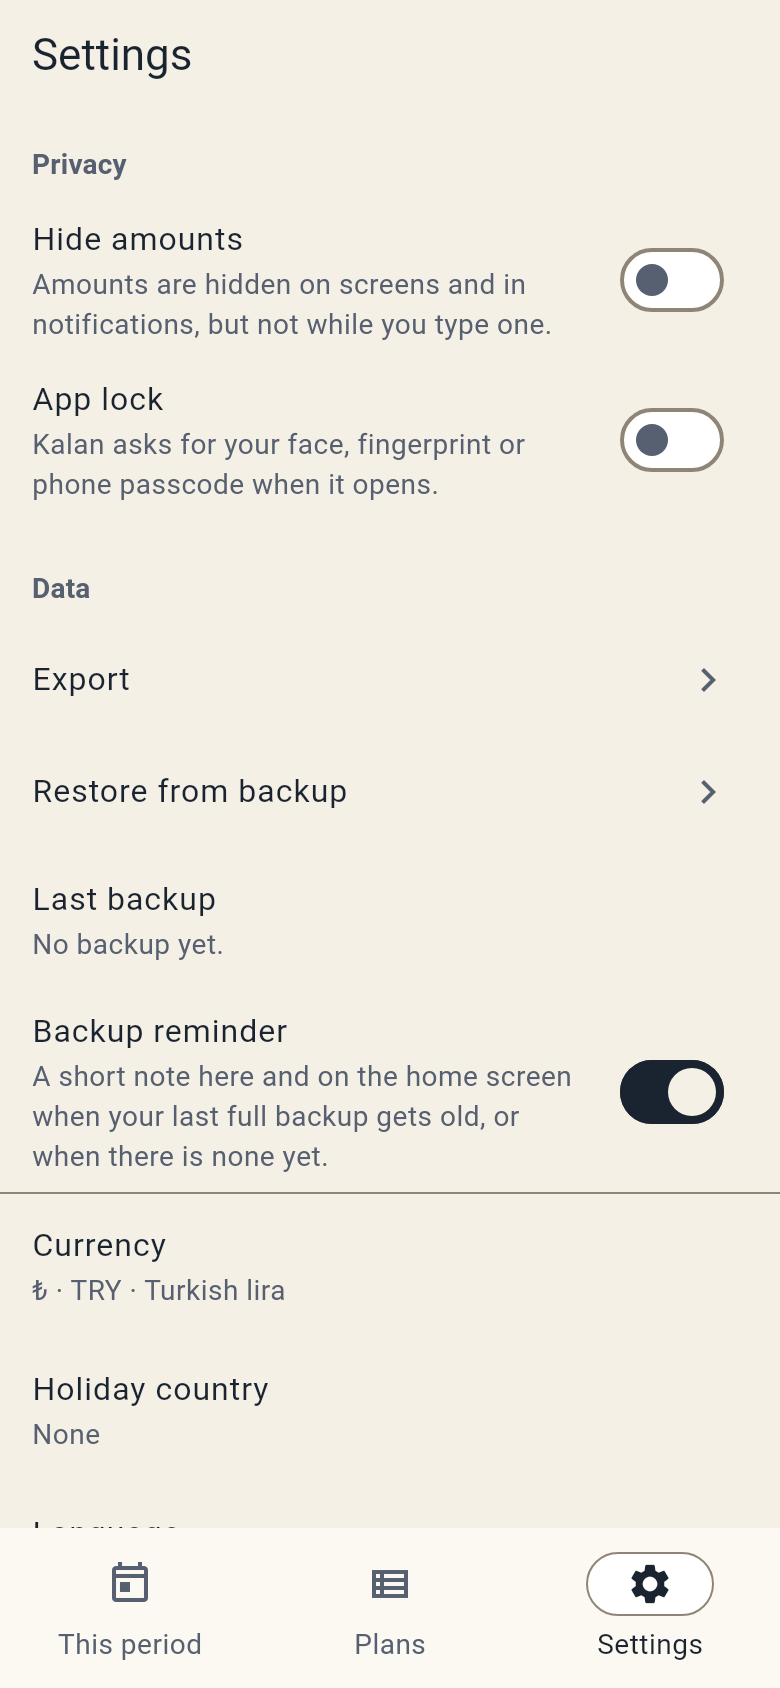 Settings
Privacy
Hide amounts
Amounts are hidden on screens and in
notifications, but not while you type one.
App lock
Kalan asks for your face, fingerprint or
phone passcode when it opens.
Data
Export
Restore from backup
Last backup
No backup yet.
Backup reminder
A short note here and on the home screen
when your last full backup gets old, or
when there is none yet.
Currency
₺ · TRY · Turkish lira
Holiday country
None
This period
Plans
Settings